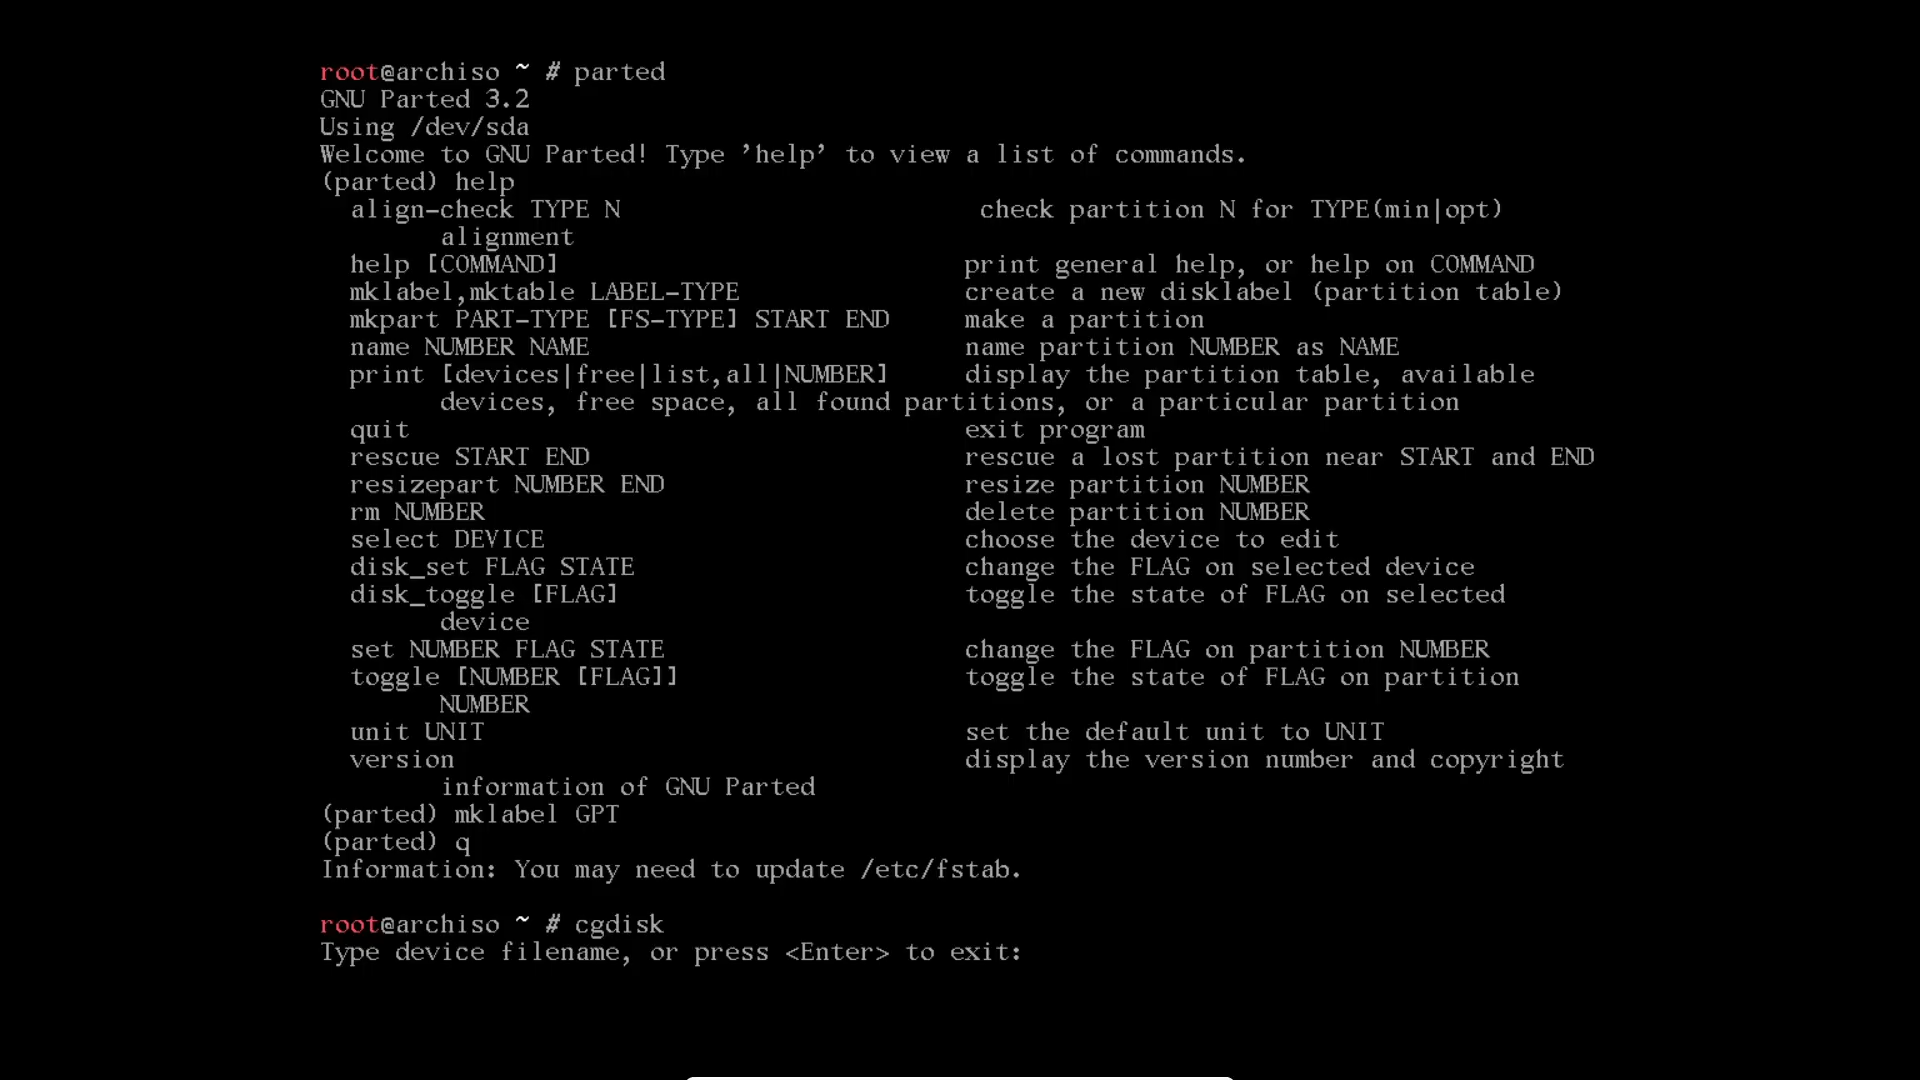 root@archiso ~ # parted
GNU Parted 3.2
Using /dev/sda
Welcome to GNU Parted! Type 'help' to view a list of commands.
(parted) help
  align-check TYPE N                        check partition N for TYPE(min|opt)
        alignment
  help [COMMAND]                           print general help, or help on COMMAND
  mklabel,mktable LABEL-TYPE               create a new disklabel (partition table)
  mkpart PART-TYPE [FS-TYPE] START END     make a partition
  name NUMBER NAME                         name partition NUMBER as NAME
  print [devices|free|list,all|NUMBER]     display the partition table, available
        devices, free space, all found partitions, or a particular partition
  quit                                     exit program
  rescue START END                         rescue a lost partition near START and END
  resizepart NUMBER END                    resize partition NUMBER
  rm NUMBER                                delete partition NUMBER
  select DEVICE                            choose the device to edit
  disk_set FLAG STATE                      change the FLAG on selected device
  disk_toggle [FLAG]                       toggle the state of FLAG on selected
        device
  set NUMBER FLAG STATE                    change the FLAG on partition NUMBER
  toggle [NUMBER [FLAG]]                   toggle the state of FLAG on partition
        NUMBER
  unit UNIT                                set the default unit to UNIT
  version                                  display the version number and copyright
        information of GNU Parted
(parted) mklabel GPT
(parted) q
Information: You may need to update /etc/fstab.
root@archiso ~ # cgdisk
Type device filename, or press <Enter> to exit: